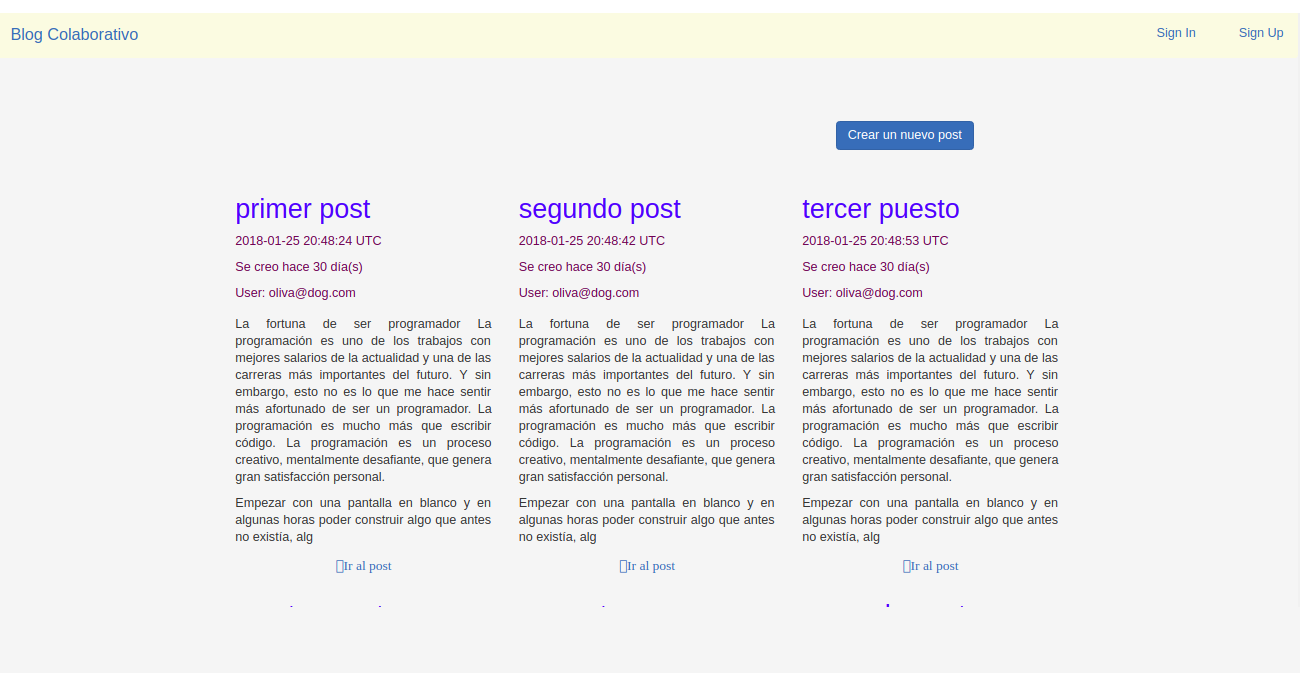 Blog Colaborativo
Sign In
Sign Up
Crear un nuevo post
primer post
2018-01-25 20:48:24 UTC
Se creo hace 30 día(s)
User: oliva@dog.com
La fortuna de ser programador La
programación es uno de los trabajos con
mejores salarios de la actualidad y una de las
carreras más importantes del futuro. Y sin
embargo, esto no es lo que me hace sentir
más afortunado de ser un programador. La
programación es mucho más que escribir
código. La programación es un proceso
creativo, mentalmente desafiante, que genera
gran satisfacción personal.
Empezar con una pantalla en blanco y en
algunas horas poder construir algo que antes
no existía, alg
Ir al post
segundo post
2018-01-25 20:48:42 UTC
Se creo hace 30 día(s)
User: oliva@dog.com
La fortuna de ser programador La
programación es uno de los trabajos con
mejores salarios de la actualidad y una de las
carreras más importantes del futuro. Y sin
embargo, esto no es lo que me hace sentir
más afortunado de ser un programador. La
programación es mucho más que escribir
código. La programación es un proceso
creativo, mentalmente desafiante, que genera
gran satisfacción personal.
Empezar con una pantalla en blanco y en
algunas horas poder construir algo que antes
no existía, alg
Ir al post
tercer puesto
2018-01-25 20:48:53 UTC
Se creo hace 30 día(s)
User: oliva@dog.com
La fortuna de ser programador La
programación es uno de los trabajos con
mejores salarios de la actualidad y una de las
carreras más importantes del futuro. Y sin
embargo, esto no es lo que me hace sentir
más afortunado de ser un programador. La
programación es mucho más que escribir
código. La programación es un proceso
creativo, mentalmente desafiante, que genera
gran satisfacción personal.
Empezar con una pantalla en blanco y en
algunas horas poder construir algo que antes
no existía, alg
Ir al post